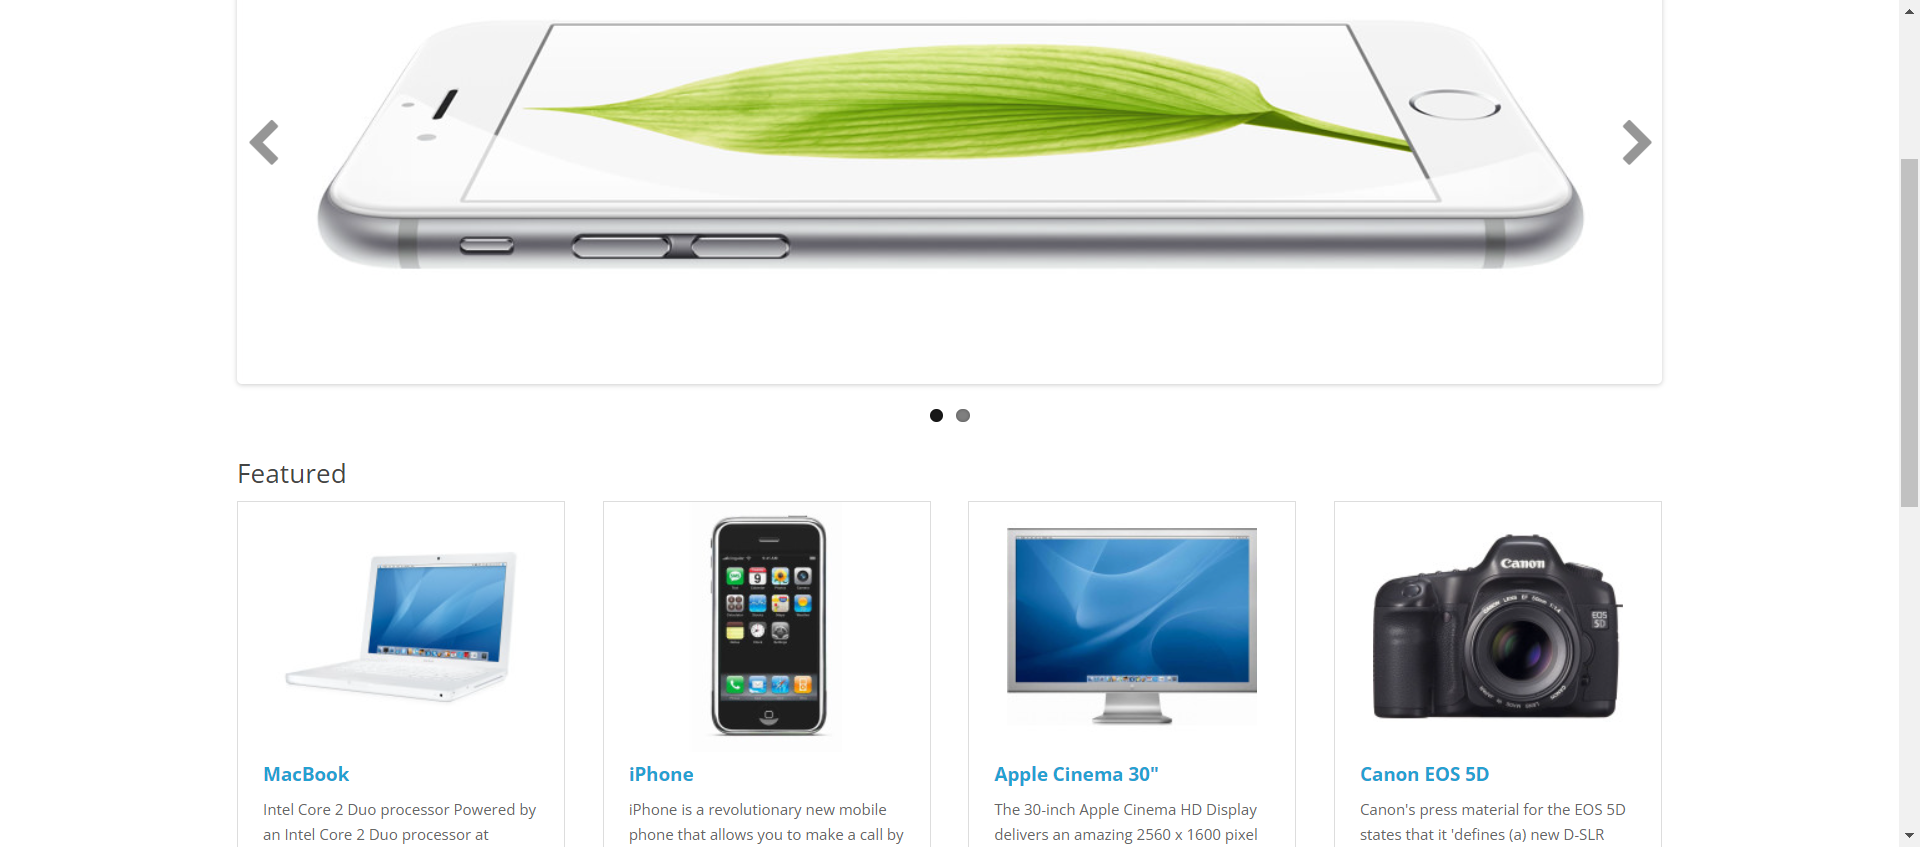 Featured
Canon
EOS
5D
MacBook
Intel Core 2 Duo processor Powered by
an Intel Core 2 Duo processor at
iPhone
iPhone is a revolutionary new mobile
phone that allows you to make a call by
Apple Cinema 30"
The 30-inch Apple Cinema HD Display
delivers an amazing 2560 x 1600 pixel
Canon EOS 5D
Canon's press material for the EOS 5D
states that it 'defines (a) new D-SLR